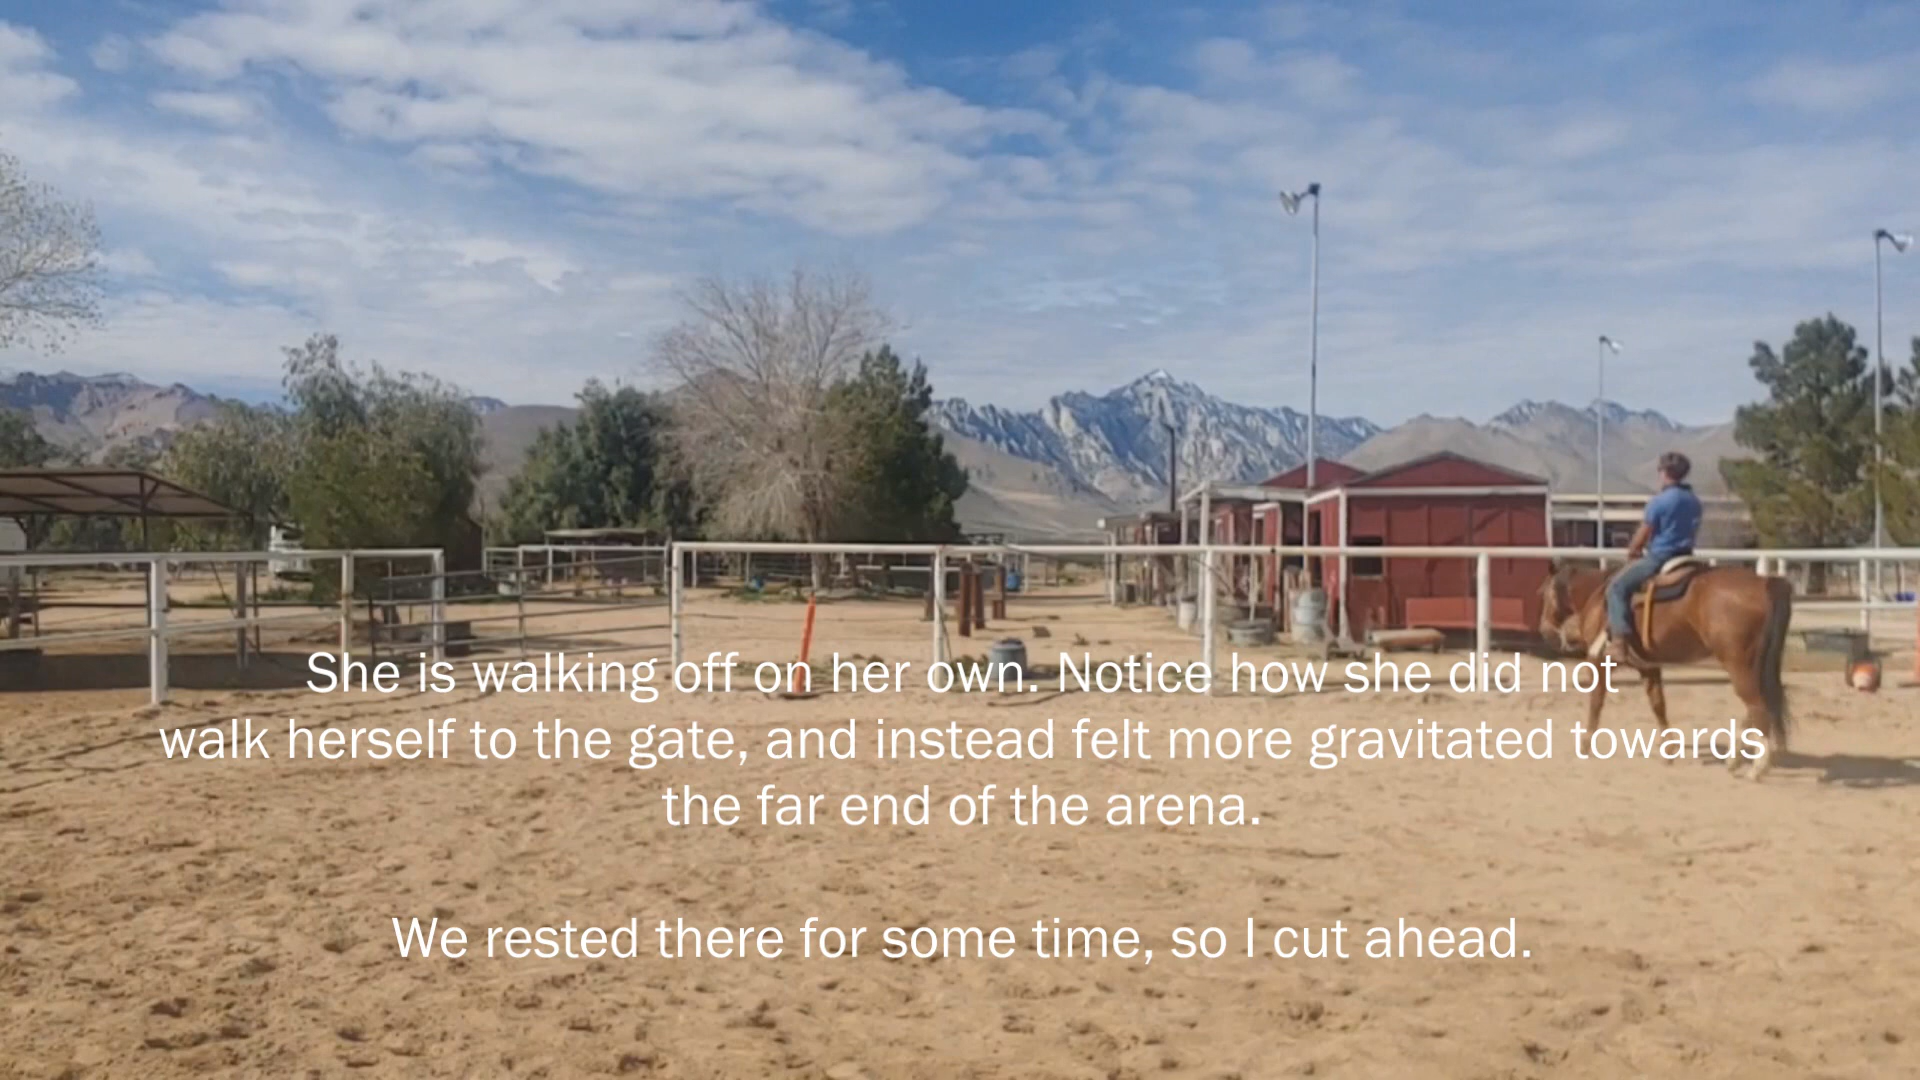 She is walking off on her own. Notice how she did not
walk herself to the gate, and instead felt more gravitated towards
the far end of the arena.
We rested there for some time, so I cut ahead.